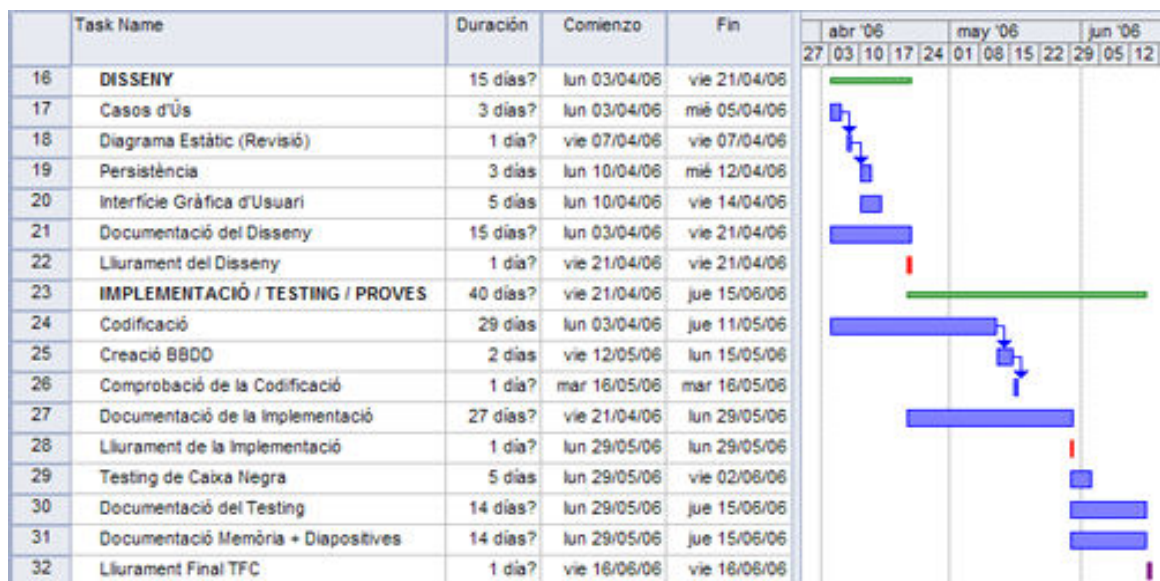 Task Name Duración Comienzo Fin abr '06 may '06 jun '06
27 03 10 17 24 01 08 15 22 29 05 12
16 DISSENY 15 días? lun 03/04/06 vie 21/04/06
17 Casos d'Ús 3 días? lun 03/04/06 mié 05/04/06
18 Diagrama Estàtic (Revisió) 1 día? vie 07/04/06 vie 07/04/06
19 Persistència 3 días lun 10/04/06 mié 12/04/06
20 Interfície Gràfica d'Usuari 5 días lun 10/04/06 vie 14/04/06
21 Documentació del Disseny 15 días? lun 03/04/06 vie 21/04/06
22 Lliurament del Disseny 1 día? vie 21/04/06 vie 21/04/06
23 IMPLEMENTACIÓ / TESTING / PROVES 40 días? vie 21/04/06 jue 15/06/06
24 Codificació 29 días lun 03/04/06 jue 11/05/06
25 Creació BBDD 2 días vie 12/05/06 lun 15/05/06
26 Comprobació de la Codificació 1 día? mar 16/05/06 mar 16/05/06
27 Documentació de la Implementació 27 días? vie 21/04/06 lun 29/05/06
28 Lliurament de la Implementació 1 día? lun 29/05/06 lun 29/05/06
29 Testing de Caixa Negra 5 días lun 29/05/06 vie 02/06/06
30 Documentació del Testing 14 días? lun 29/05/06 jue 15/06/06
31 Documentació Memòria + Diapositives 14 días? lun 29/05/06 jue 15/06/06
32 Lliurament Final TFC 1 día? vie 16/06/06 vie 16/06/06